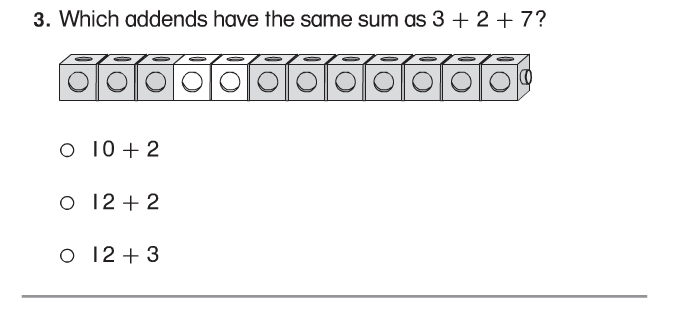 3. Which addends have the same sum as 3 + 2 + 7?
10 + 2
12 + 2
12 + 3